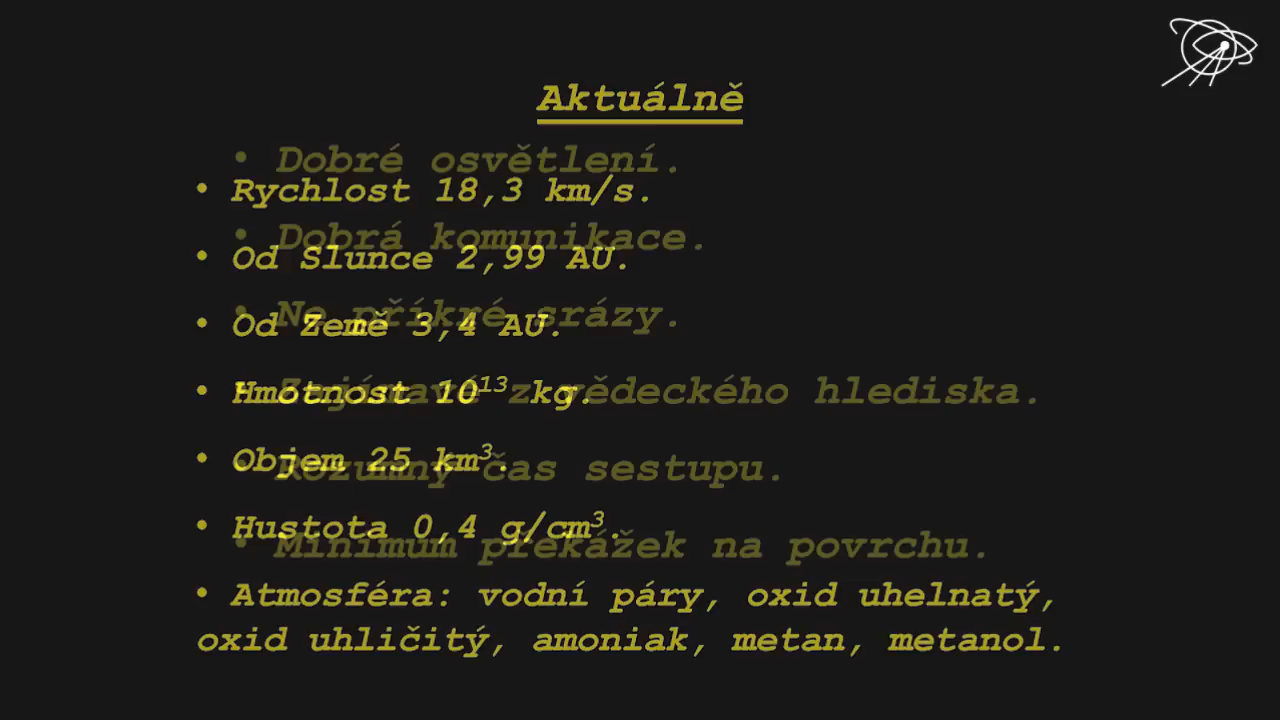 Aktuálně
• Dobré osvětlení.
• Rychlost 18,3 km/s.
• Dobrá komunikace.
• Od Slunce 2,99 AU.
• Ne příkré srázy.
• Od Země 3,4 AU.
• Zajímavé z vědeckého hlediska.
• Hmotnost 10¹³ kg.
• Objem 25 km³.
• Rozumný čas sestupu.
• Hustota 0,4 g/cm³.
• Minimum překážek na povrchu.
• Atmosféra: vodní páry, oxid uhelnatý,
oxid uhličitý, amoniak, metan, metanol.